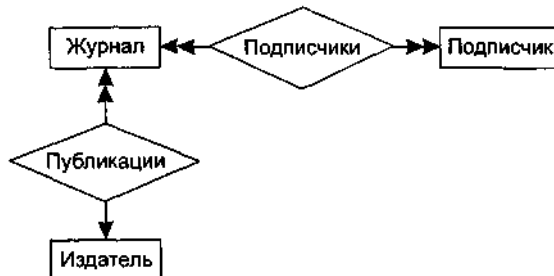 Журнал
Подписчики
Подписчик
Публикации
Издатель